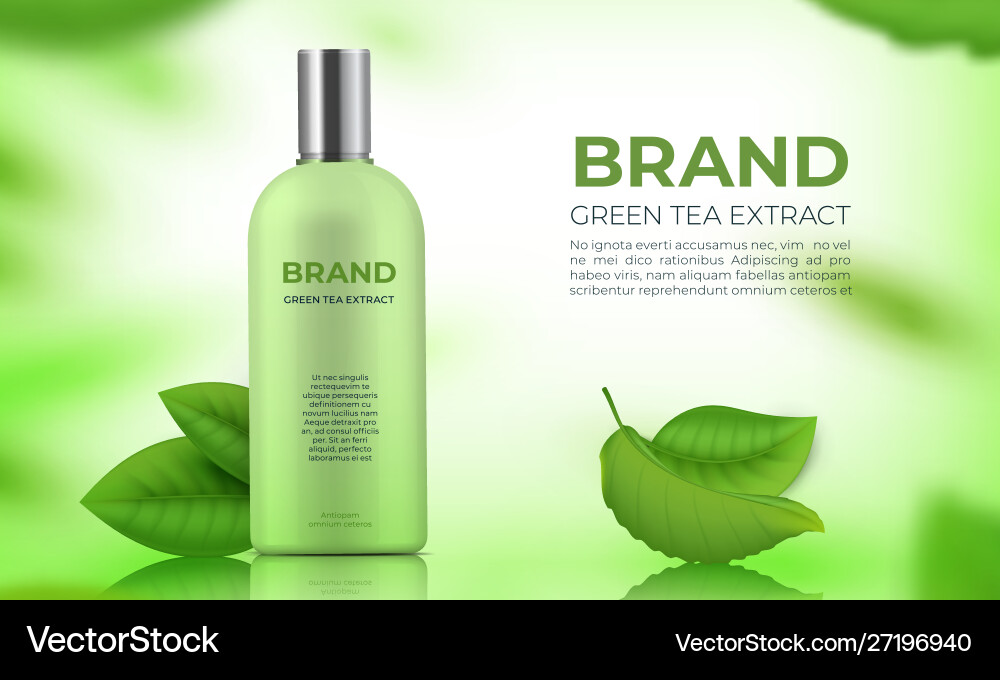 BRAND
GREEN TEA EXTRACT
Ut nec singulis
rectequevim te
ubique persequeris
definitionem cu
novum lucilius nam
Aeque detraxit pro
an, ad consul officiis
per. Sit an ferri
aliquid, perfecto
laboramus ei est
Antiopam
omnium ceteros
BRAND
GREEN TEA EXTRACT
No ignota everti accusamus nec, vim no vel
ne mei dico rationibus Adipiscing ad pro
habeo viris, nam aliquam fabellas antiopam
scribentur reprehendunt omnium ceteros et
VectorStock
VectorStock.com/27196940